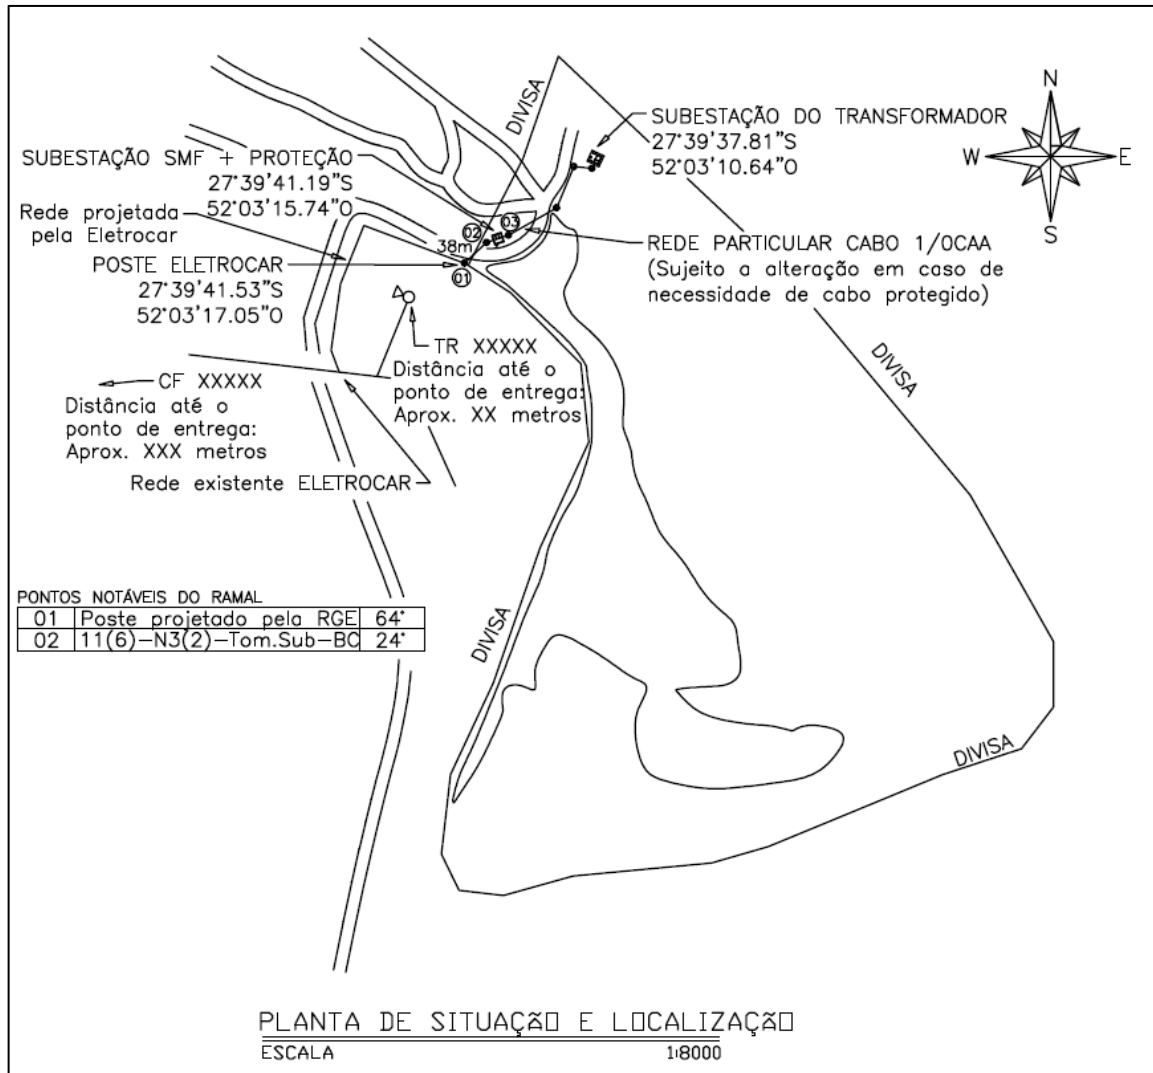 N
W
E
S
DIVISA
SUBESTAÇÃO DO TRANSFORMADOR
27°39'37.81"S
52°03'10.64"O
SUBESTAÇÃO SMF + PROTEÇÃO
27°39'41.19"S
52°03'15.74"O
Rede projetada
pela Eletrocar
02
03
38m
01
POSTE ELETROCAR
27°39'41.53"S
52°03'17.05"O
REDE PARTICULAR CABO 1/0CAA
(Sujeito a alteração em caso de
necessidade de cabo protegido)
TR XXXXX
Distância até o
ponto de entrega:
Aprox. XX metros
CF XXXXX
Distância até o
ponto de entrega:
Aprox. XXX metros
DIVISA
Rede existente ELETROCAR
PONTOS NOTÁVEIS DO RAMAL
01 Poste projetado pela RGE 64°
02 11(6)-N3(2)-Tom.Sub-BC 24°
DIVISA
DIVISA
PLANTA DE SITUAÇÃO E LOCALIZAÇÃO
ESCALA 1:8000